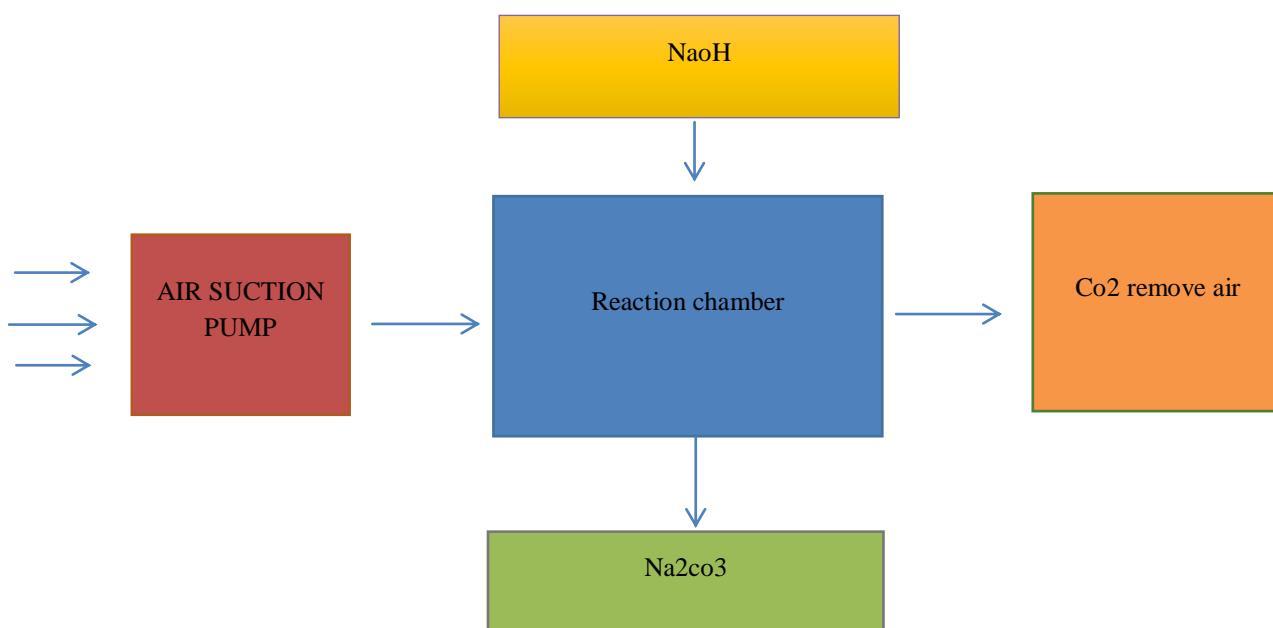 NaoH
AIR SUCTION
PUMP
Reaction chamber
Co2 remove air
Na2co3